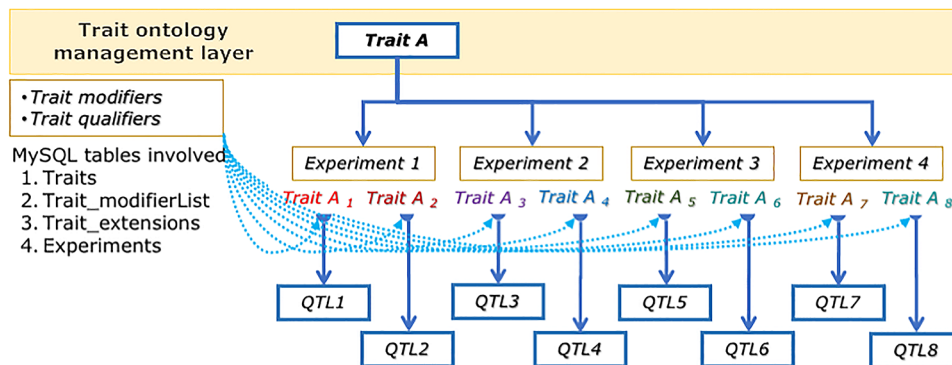 Trait ontology
management layer
Trait A
•Trait modifiers
•Trait qualifiers
MySQL tables involved
1. Traits
2. Trait_modifierList
3. Trait_extensions
4. Experiments
Experiment 1
Experiment 2
Experiment 3
Experiment 4
Trait A 1
Trait A 2
Trait A 3
Trait A 4
Trait A 5
Trait A 6
Trait A 7
Trait A 8
QTL1
QTL3
QTL5
QTL7
QTL2
QTL4
QTL6
QTL8